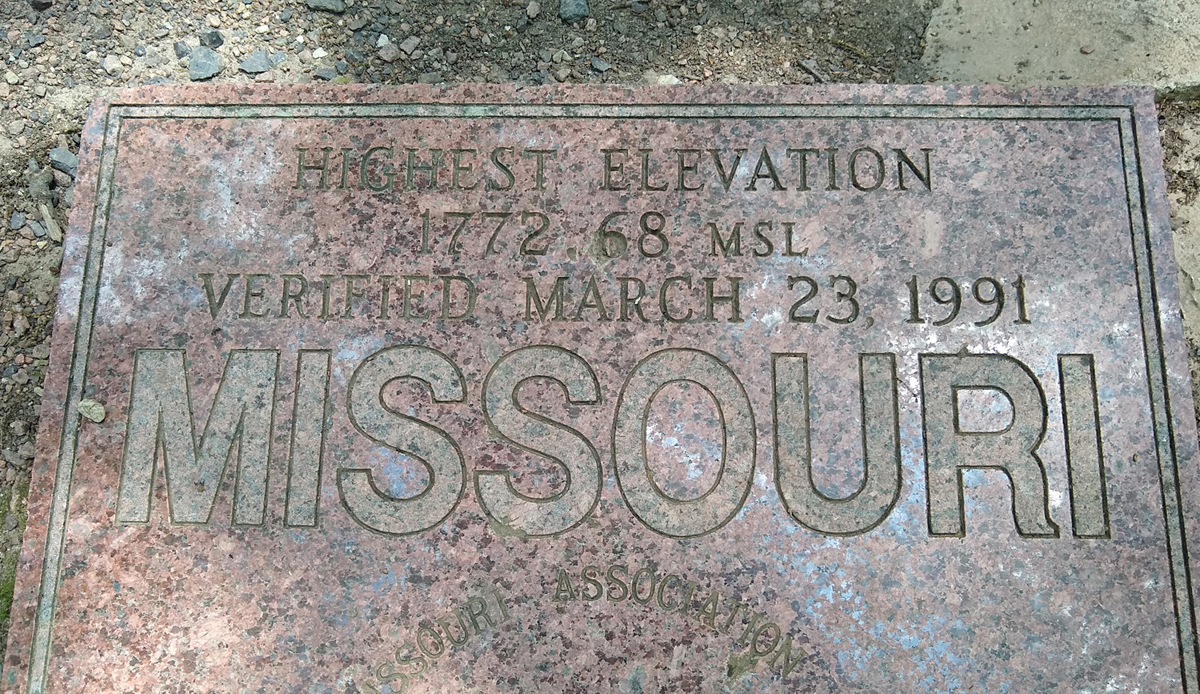 HIGHEST ELEVATION
1772.68 MSL
VERIFIED MARCH 23, 1991
MISSOURI
ASSOCIATION